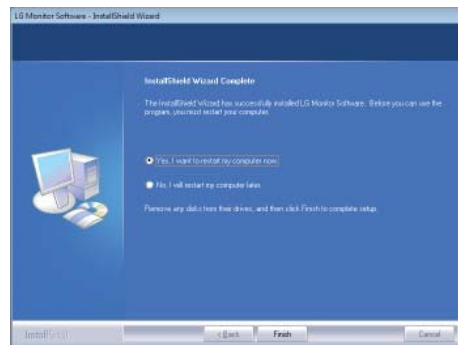 LG Monitor Software - InstallShield Wizard
InstallShield Wizard Complete
The InstallShield Wizard has successfully installed LG Monitor Software. Before you can use the
program, you must restart your computer.
Yes, I want to restart my computer now.
No, I will restart my computer later.
Remove any disks from their drives, and then click Finish to complete setup.
InstallShield
< Back Finish Cancel